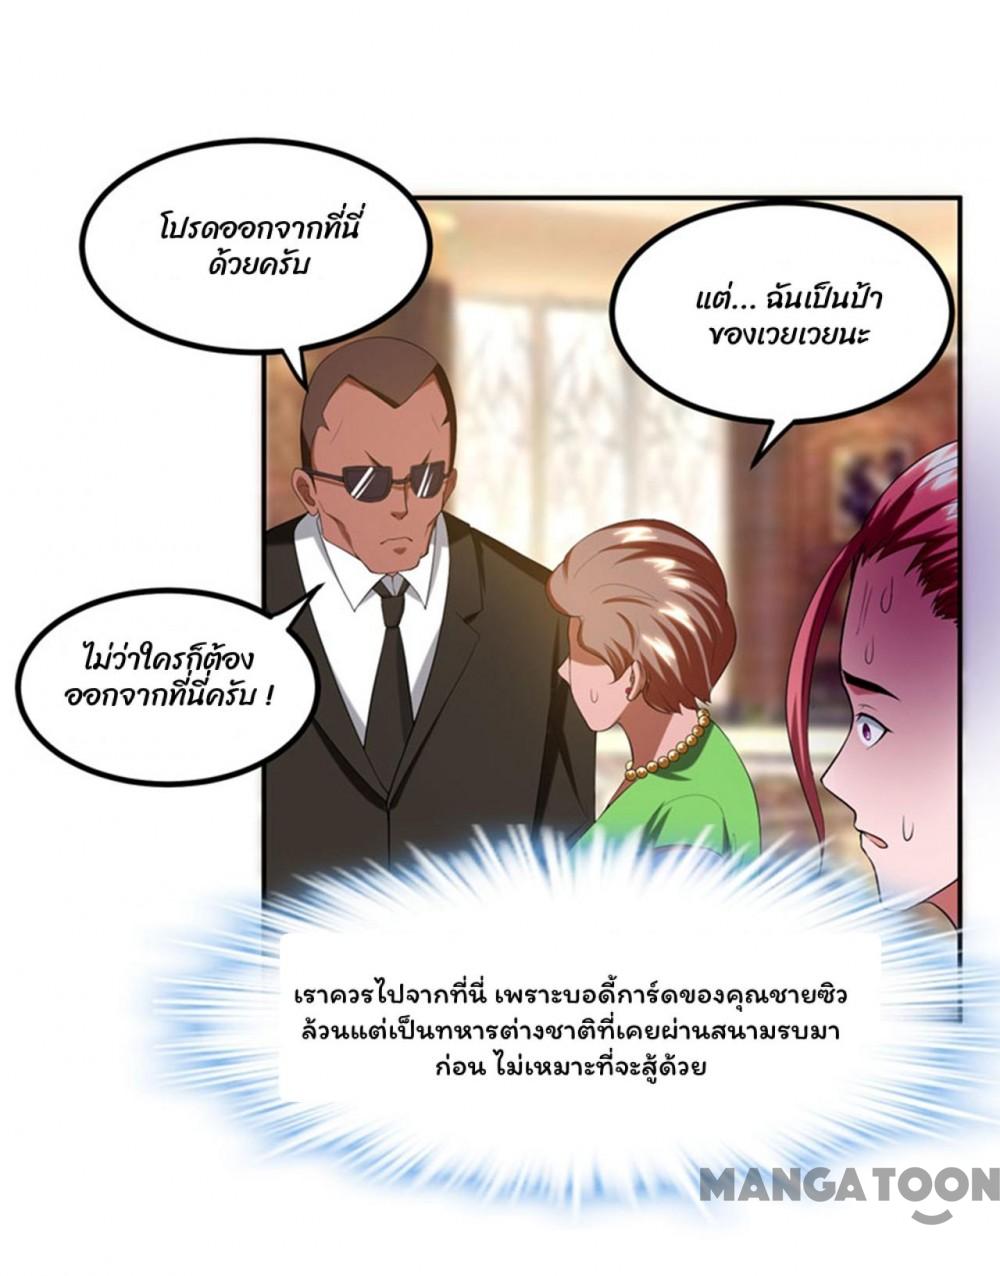 โปรดออกจากที่นี่
ด้วยครับ
แต่... ฉันเป็นป้า
ของเวยเวยนะ
ไม่ว่าใครก็ต้อง
ออกจากที่นี่ครับ !
เราควรไปจากที่นี่ เพราะบอดี้การ์ดของคุณชายซิว
ล้วนแต่เป็นทหารต่างชาติที่เคยผ่านสนามรบมา
ก่อน ไม่เหมาะที่จะสู้ด้วย
MANGATOON